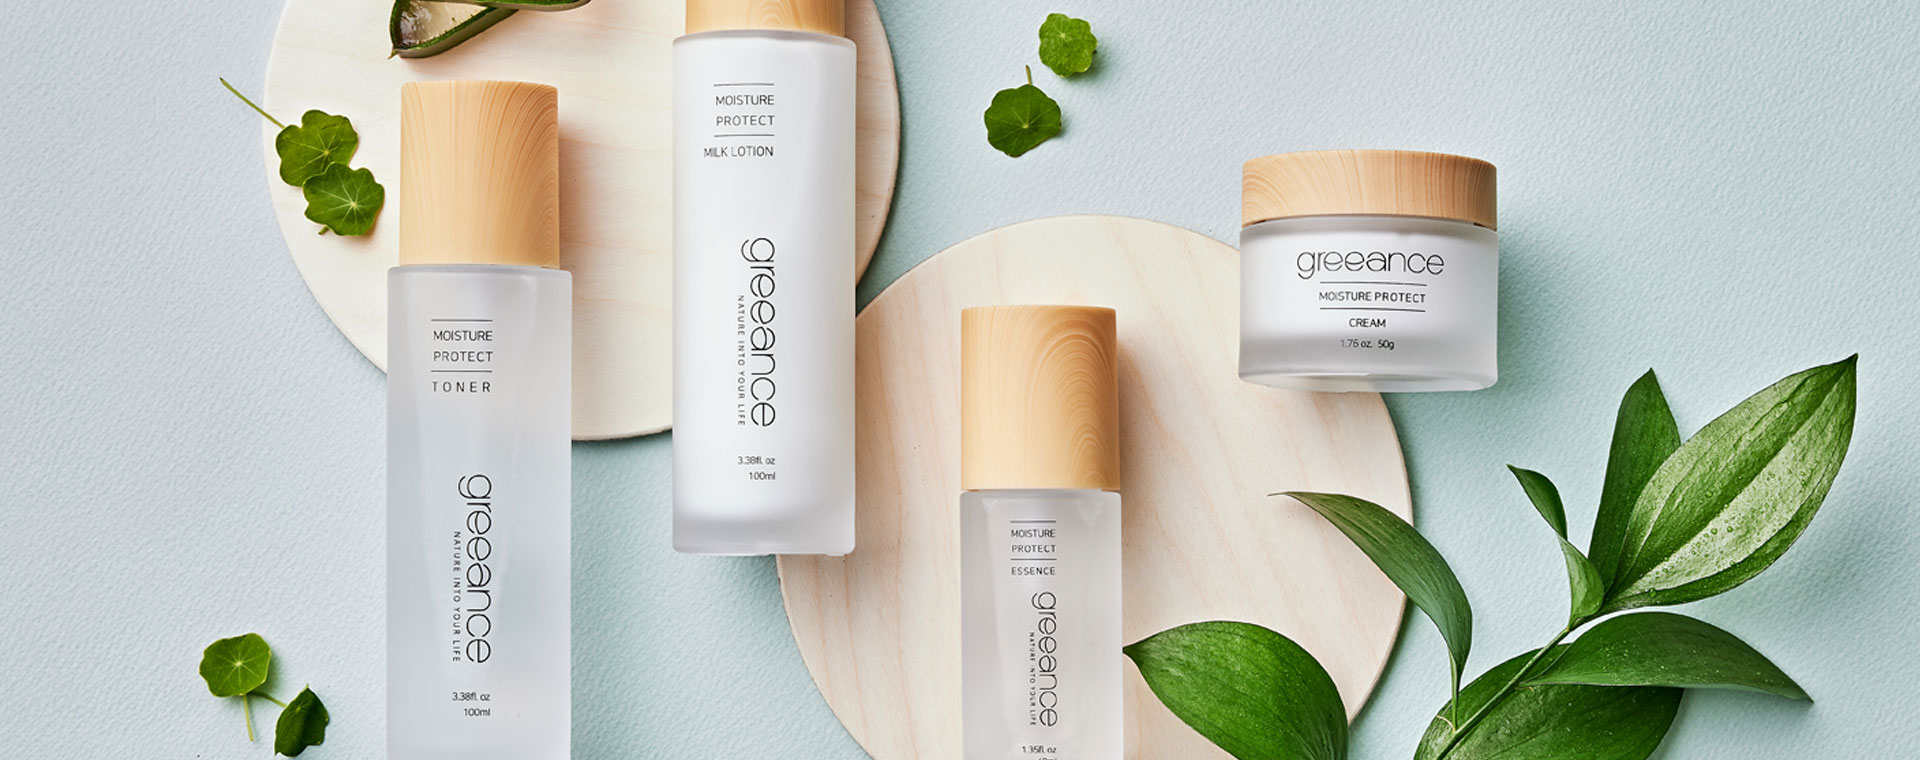 MOISTURE
PROTECT
TONER
greeance
NATURE INTO YOUR LIFE
3.38fl. oz
100ml
MOISTURE
PROTECT
MILK LOTION
greeance
NATURE INTO YOUR LIFE
3.38fl. oz
100ml
MOISTURE
PROTECT
ESSENCE
greeance
NATURE INTO YOUR LIFE
1.35fl. oz
greeance
MOISTURE PROTECT
CREAM
1.76 oz. 50g